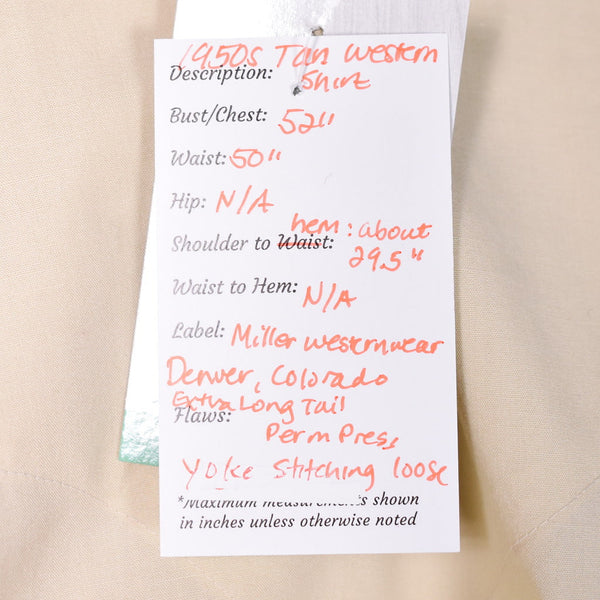 1950s Tan Western
Description: Shirt
Bust/Chest: 52"
Waist: 50"
Hip: N/A
hem: about
Shoulder to Waist: 29.5"
Waist to Hem: N/A
Label: Miller Westernwear
Denver, Colorado
Extra Long Tail
Flaws:
Perm Press
Yoke Stitching loose
*Maximum measurements shown
in inches unless otherwise noted